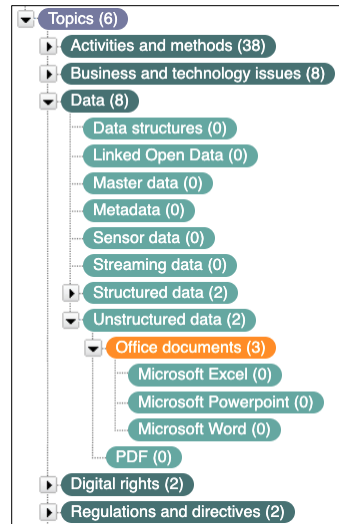 Topics (6)
Activities and methods (38)
Business and technology issues (8)
Data (8)
Data structures (0)
Linked Open Data (0)
Master data (0)
Metadata (0)
Sensor data (0)
Streaming data (0)
Structured data (2)
Unstructured data (2)
Office documents (3)
Microsoft Excel (0)
Microsoft Powerpoint (0)
Microsoft Word (0)
PDF (0)
Digital rights (2)
Regulations and directives (2)